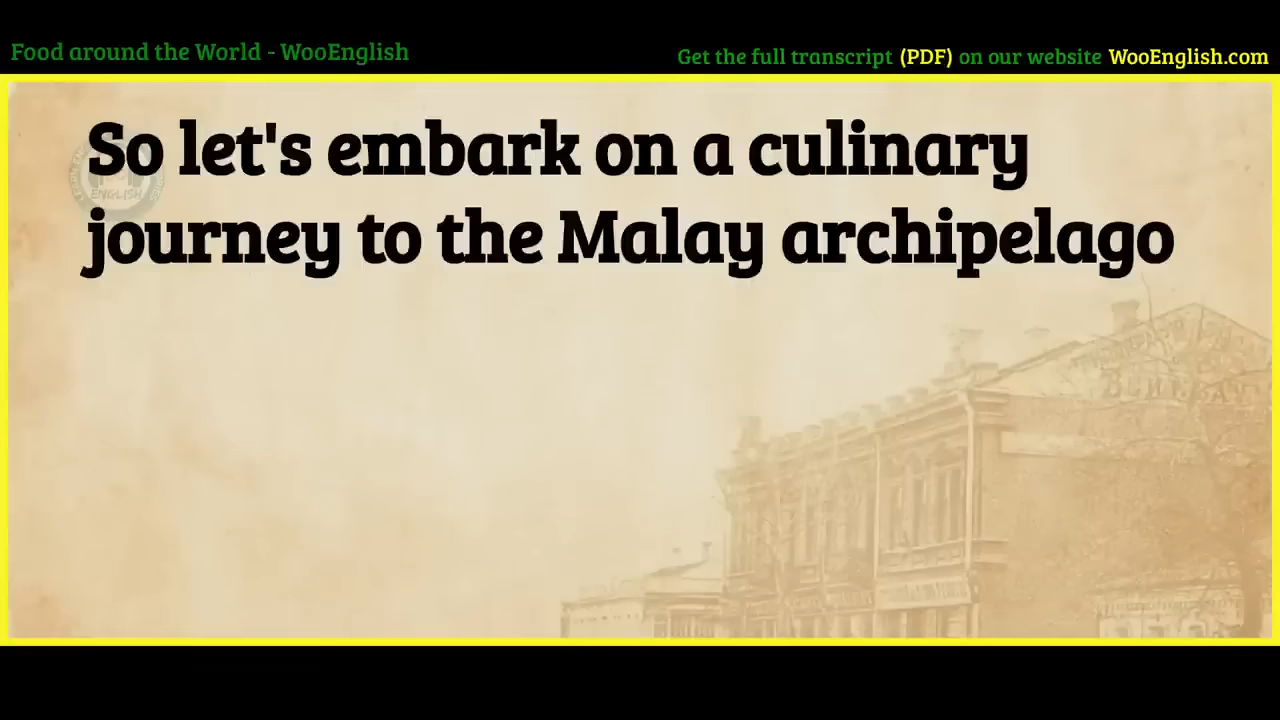 Food around the World - WooEnglish
Get the full transcript (PDF) on our website WooEnglish.com
So let's embark on a culinary
journey to the Malay archipelago
ENGLISH